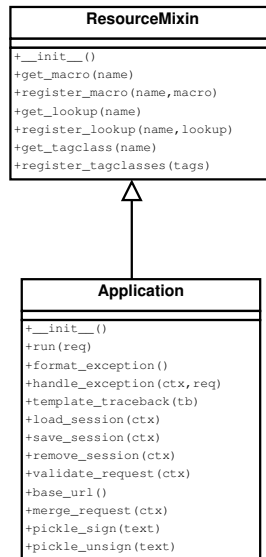 ResourceMixin
+__init__()
+get_macro(name)
+register_macro(name,macro)
+get_lookup(name)
+register_lookup(name,lookup)
+get_tagclass(name)
+register_tagclasses(tags)
Application
+__init__()
+run(req)
+format_exception()
+handle_exception(ctx,req)
+template_traceback(tb)
+load_session(ctx)
+save_session(ctx)
+remove_session(ctx)
+validate_request(ctx)
+base_url()
+merge_request(ctx)
+pickle_sign(text)
+pickle_unsign(text)